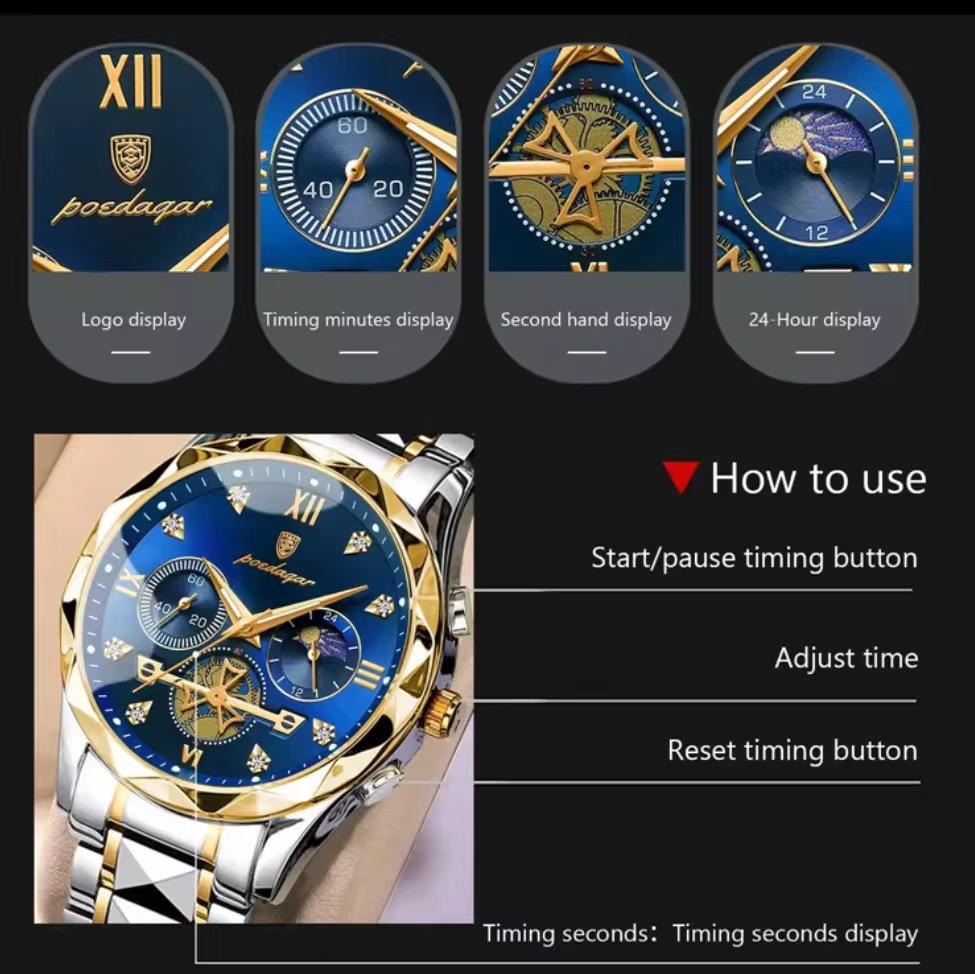 XII
poedagar
60
40 20
24
12
VI
Logo display
Timing minutes display
Second hand display
24-Hour display
How to use
XII
poedagar
60
40
20
24
12
VI
Start/pause timing button
Adjust time
Reset timing button
Timing seconds: Timing seconds display